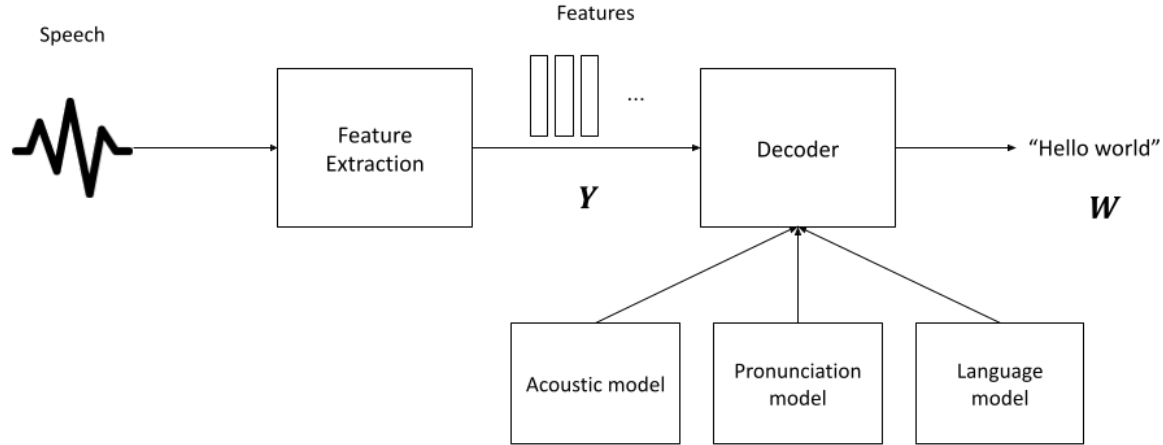 Features
Speech
...
Feature
Extraction
Decoder
“Hello world”
Y
W
Acoustic model
Pronunciation
model
Language
model